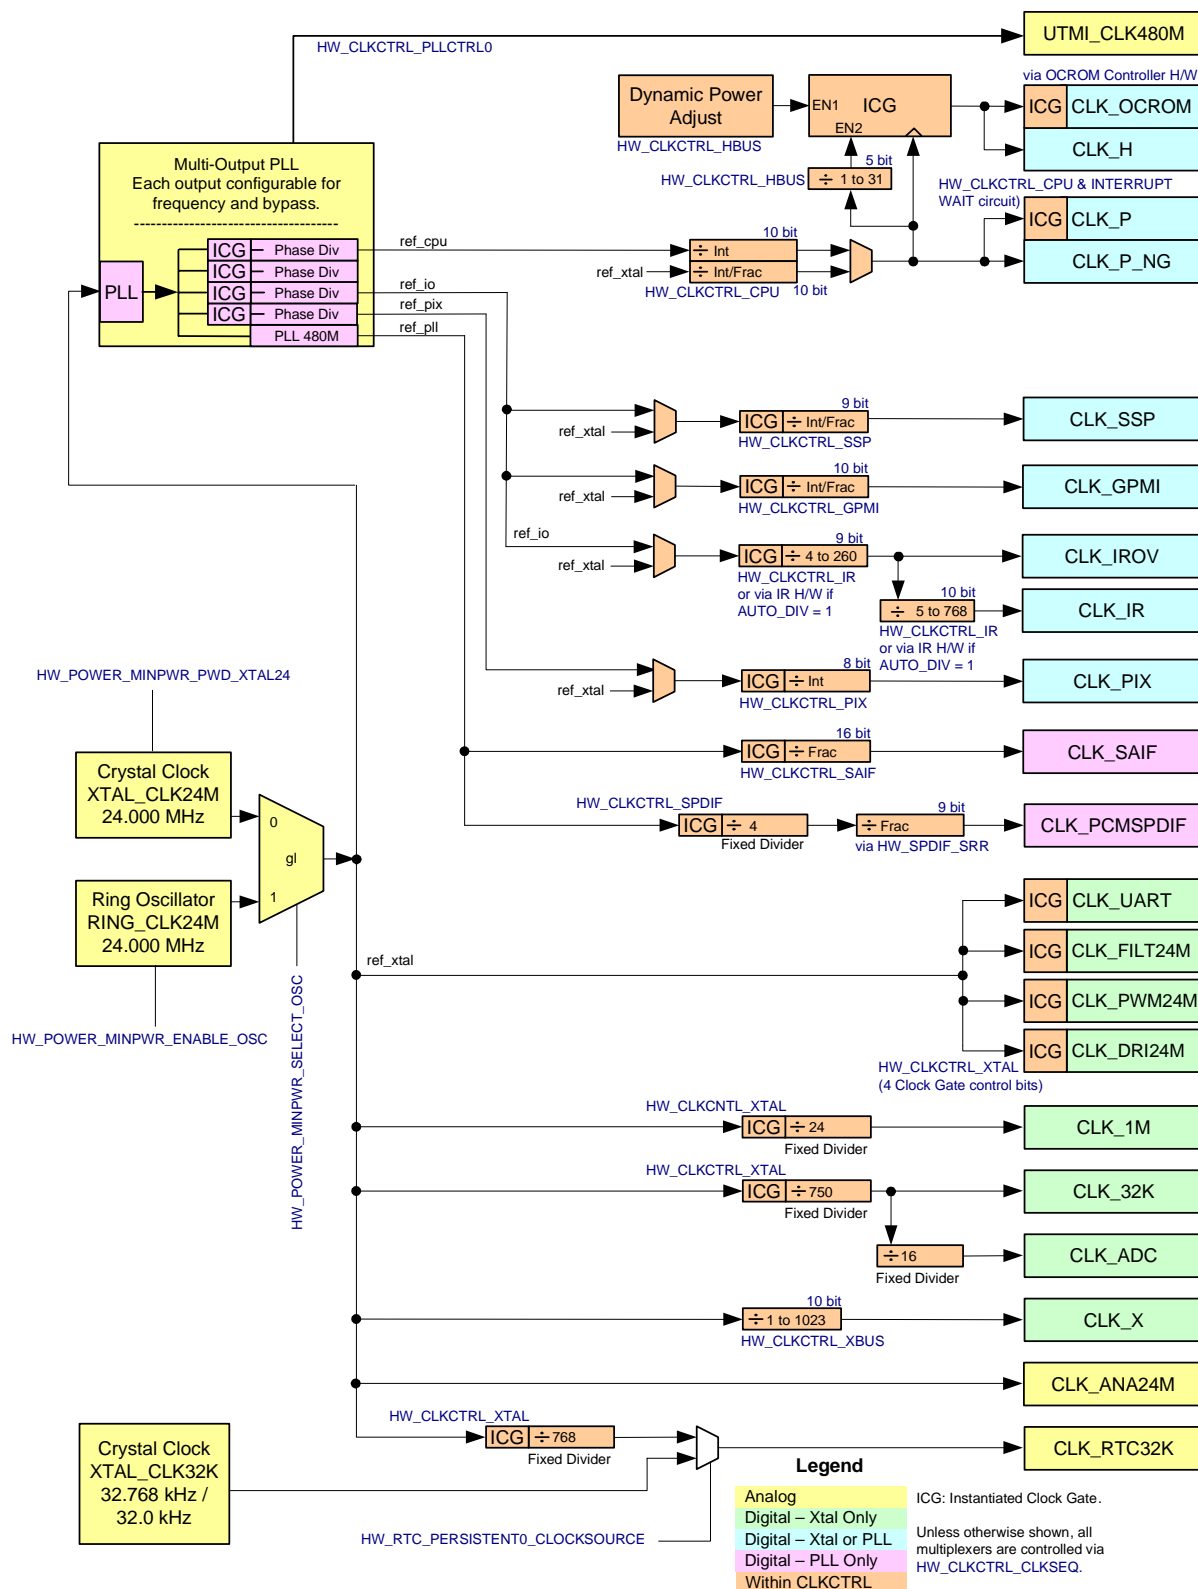 UTMI_CLK480M
HW_CLKCTRL_PLLCTRL0
via OCROM Controller H/W
Dynamic Power
Adjust
HW_CLKCTRL_HBUS
EN1
ICG
EN2
ICG
CLK_OCROM
CLK_H
5 bit
HW_CLKCTRL_HBUS
÷ 1 to 31
HW_CLKCTRL_CPU & INTERRUPT
WAIT circuit)
ICG
CLK_P
CLK_P_NG
Multi-Output PLL
Each output configurable for
frequency and bypass.
------------------------
PLL
ICG
Phase Div
ICG
Phase Div
ICG
Phase Div
ICG
Phase Div
PLL 480M
ref_cpu
ref_io
ref_pix
ref_pll
10 bit
÷ Int
ref_xtal
÷ Int/Frac
HW_CLKCTRL_CPU
10 bit
ref_xtal
9 bit
ICG ÷ Int/Frac
HW_CLKCTRL_SSP
CLK_SSP
ref_xtal
10 bit
ICG ÷ Int/Frac
HW_CLKCTRL_GPMI
CLK_GPMI
ref_io
ref_xtal
9 bit
ICG ÷ 4 to 260
HW_CLKCTRL_IR
or via IR H/W if
AUTO_DIV = 1
CLK_IROV
10 bit
÷ 5 to 768
HW_CLKCTRL_IR
or via IR H/W if
AUTO_DIV = 1
CLK_IR
ref_xtal
8 bit
ICG ÷ Int
HW_CLKCTRL_PIX
CLK_PIX
16 bit
ICG ÷ Frac
HW_CLKCTRL_SAIF
CLK_SAIF
HW_CLKCTRL_SPDIF
ICG ÷ 4
Fixed Divider
9 bit
÷ Frac
via HW_SPDIF_SRR
CLK_PCMSPDIF
HW_POWER_MINPWR_PWD_XTAL24
Crystal Clock
XTAL_CLK24M
24.000 MHz
0
gl
1
Ring Oscillator
RING_CLK24M
24.000 MHz
HW_POWER_MINPWR_ENABLE_OSC
HW_POWER_MINPWR_SELECT_OSC
ref_xtal
ICG
CLK_UART
ICG
CLK_FILT24M
ICG
CLK_PWM24M
ICG
CLK_DRI24M
HW_CLKCTRL_XTAL
(4 Clock Gate control bits)
HW_CLKCNTL_XTAL
ICG ÷ 24
Fixed Divider
CLK_1M
HW_CLKCTRL_XTAL
ICG ÷ 750
Fixed Divider
CLK_32K
÷ 16
Fixed Divider
CLK_ADC
10 bit
÷ 1 to 1023
HW_CLKCTRL_XBUS
CLK_X
CLK_ANA24M
HW_CLKCTRL_XTAL
ICG ÷ 768
Fixed Divider
CLK_RTC32K
Crystal Clock
XTAL_CLK32K
32.768 kHz /
32.0 kHz
HW_RTC_PERSISTENT0_CLOCKSOURCE
Legend
Analog
Digital – Xtal Only
Digital – Xtal or PLL
Digital – PLL Only
Within CLKCTRL
ICG: Instantiated Clock Gate.
Unless otherwise shown, all
multiplexers are controlled via
HW_CLKCTRL_CLKSEQ.